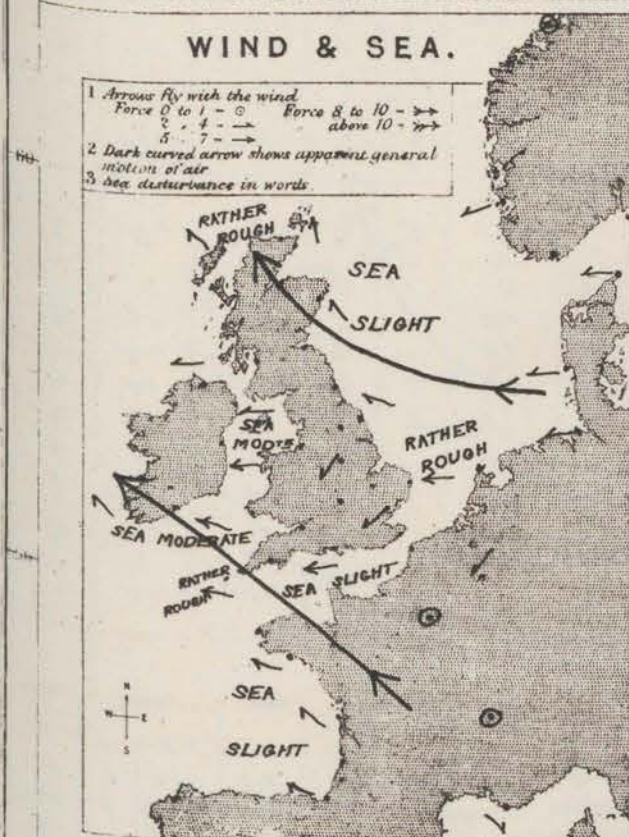 WIND & SEA.
1 Arrows fly with the wind
Force 0 to 1 - ⊙ Force 8 to 10 - 
2 „ 4 - above 10 - 
5 „ 7 - 
2 Dark curved arrow shows apparent general
motion of air
3 Sea disturbance in words.
60
RATHER
ROUGH
SEA
SLIGHT
SEA
MODTE
RATHER
ROUGH
SEA MODERATE
RATHER
ROUGH
SEA SLIGHT
SEA
SLIGHT
N
W E
S